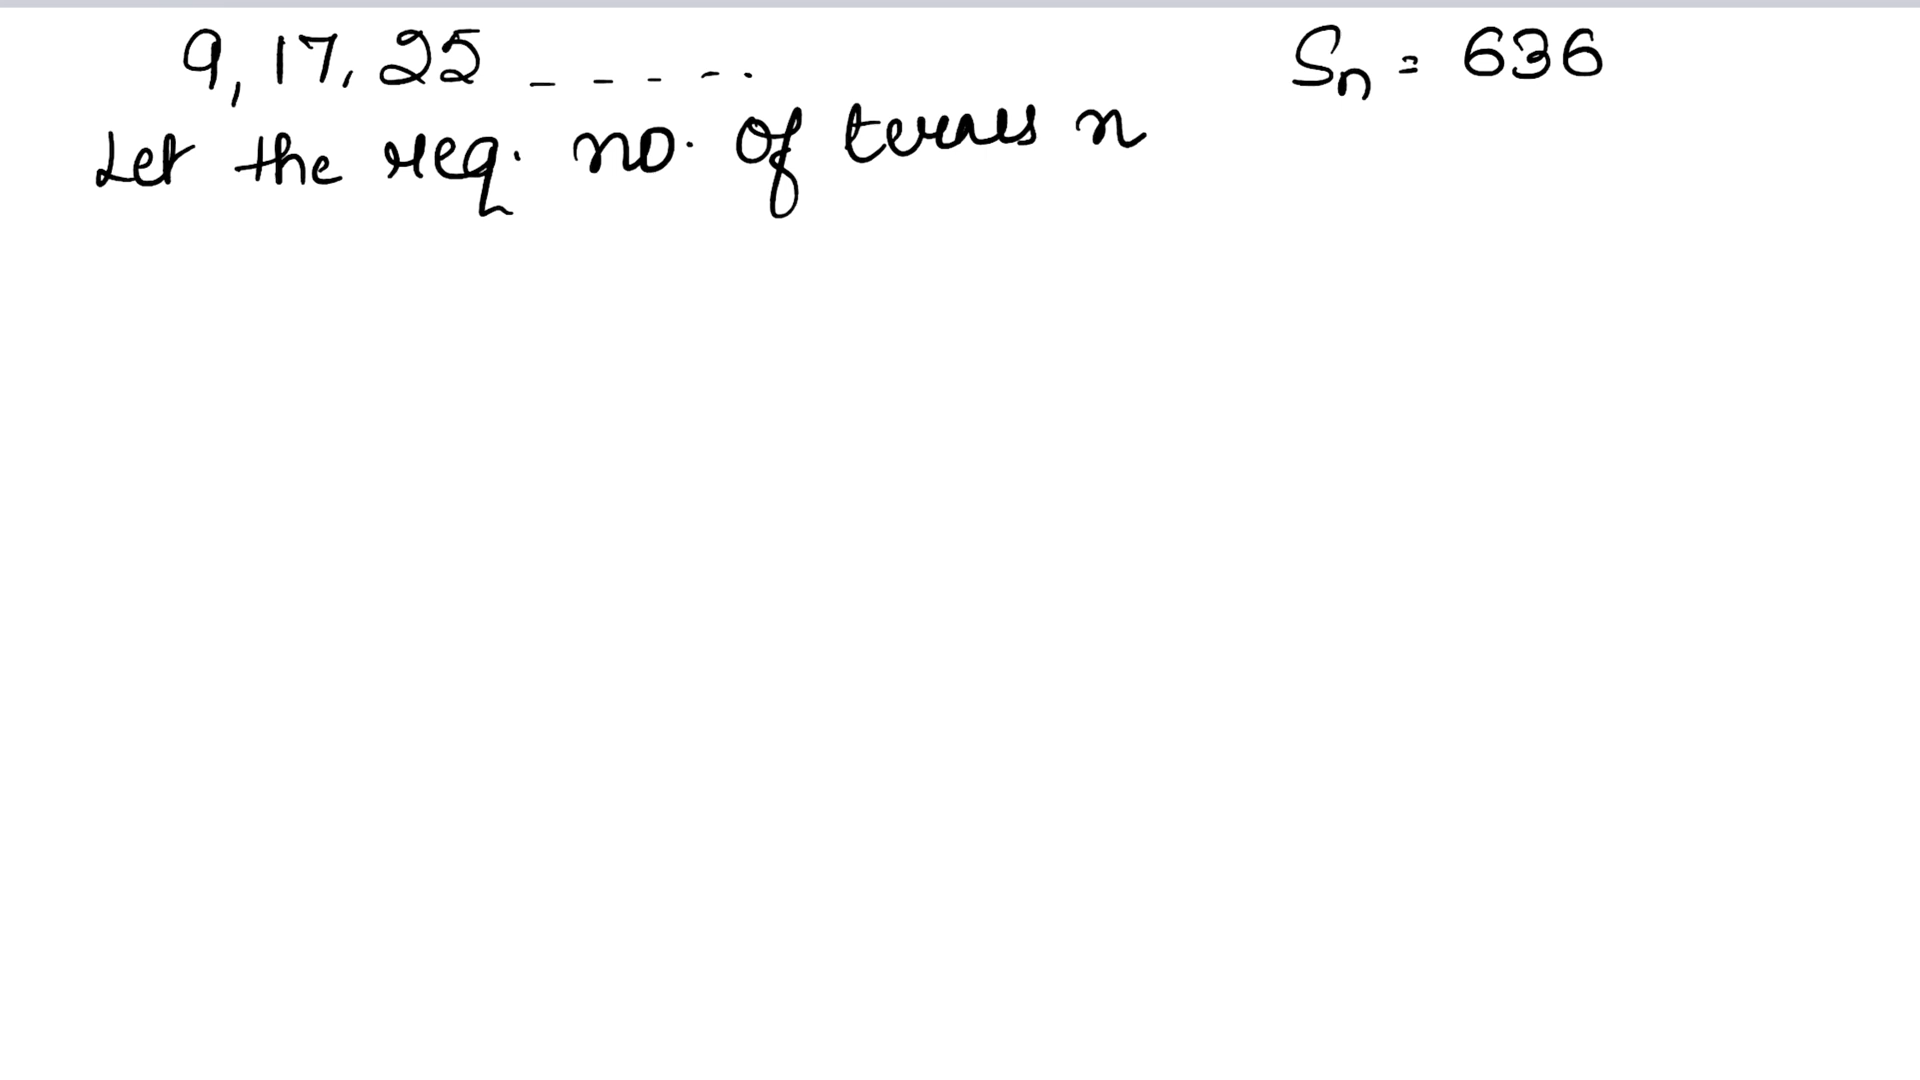 9, 17, 25 - - - - . Sn = 636
Let the req. no. of terms n